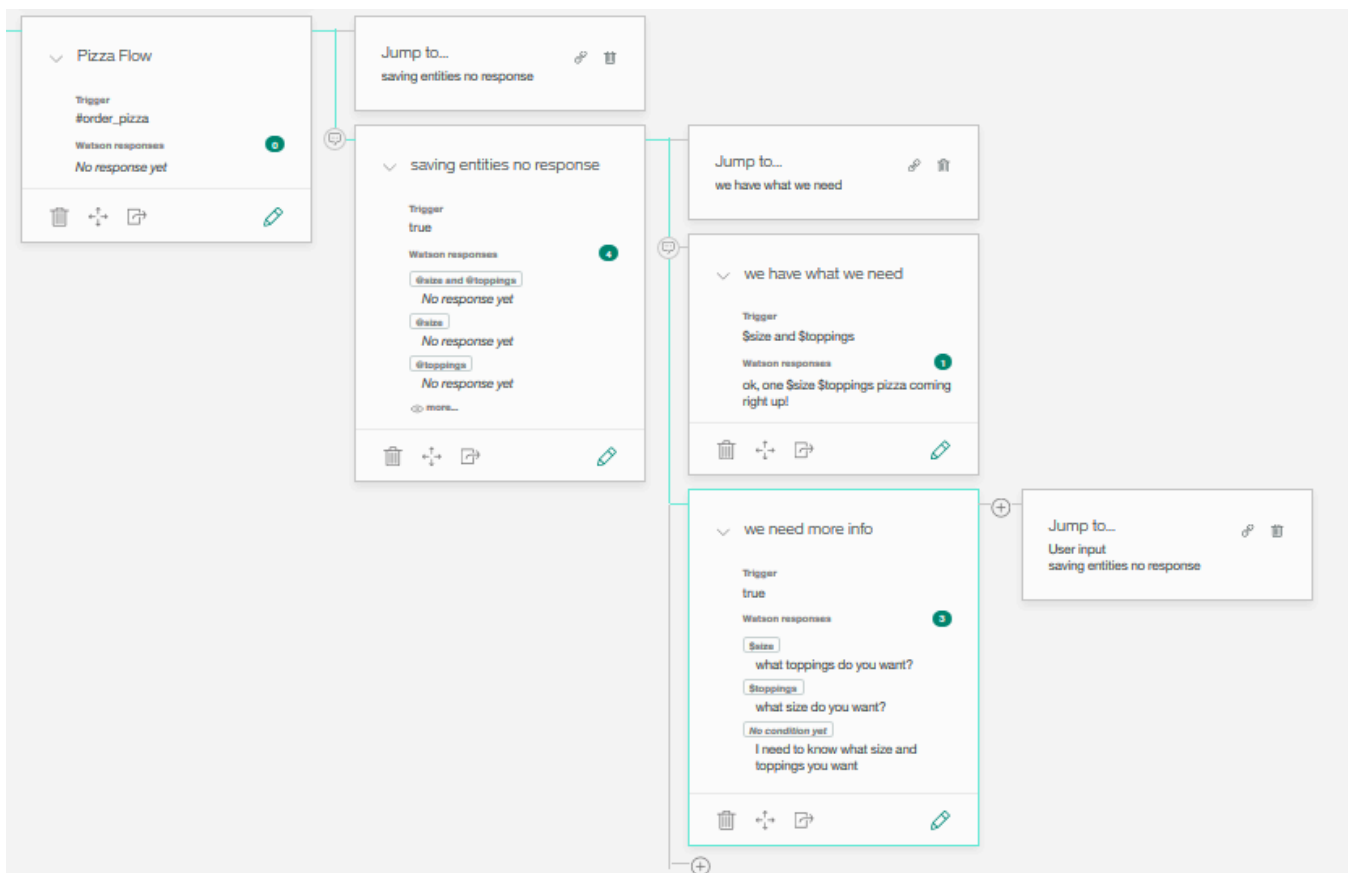 Pizza Flow
Trigger
#order_pizza
Watson responses
0
No response yet
Jump to...
saving entities no response
saving entities no response
Trigger
true
Watson responses
4
@size and @toppings
No response yet
@size
No response yet
@toppings
No response yet
more...
Jump to...
we have what we need
we have what we need
Trigger
$size and $toppings
Watson responses
1
ok, one $size $toppings pizza coming
right up!
we need more info
Trigger
true
Watson responses
3
$size
what toppings do you want?
$toppings
what size do you want?
No condition yet
I need to know what size and
toppings you want
Jump to...
User input
saving entities no response